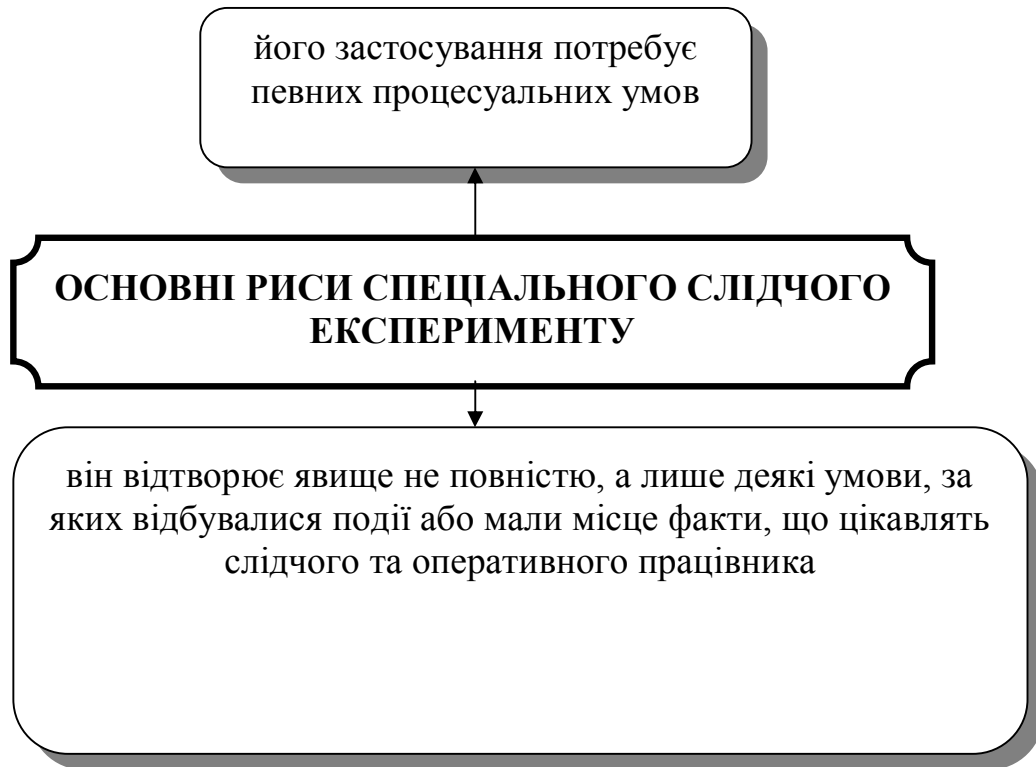 його застосування потребує
певних процесуальних умов
ОСНОВНІ РИСИ СПЕЦІАЛЬНОГО СЛІДЧОГО
ЕКСПЕРИМЕНТУ
він відтворює явище не повністю, а лише деякі умови, за
яких відбувалися події або мали місце факти, що цікавлять
слідчого та оперативного працівника